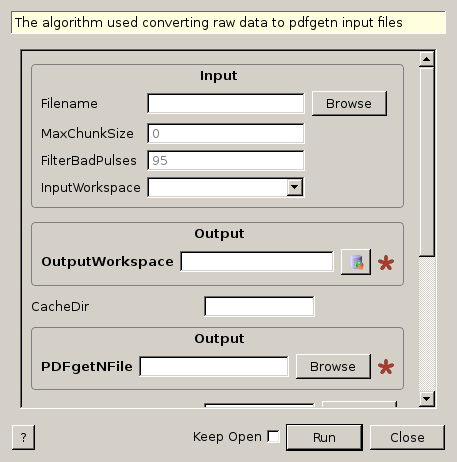 The algorithm used converting raw data to pdfgetn input files
Input
Filename Browse
MaxChunkSize 0
FilterBadPulses 95
InputWorkspace
Output
OutputWorkspace
CacheDir
Output
PDFgetNFile Browse
? Keep Open Run Close